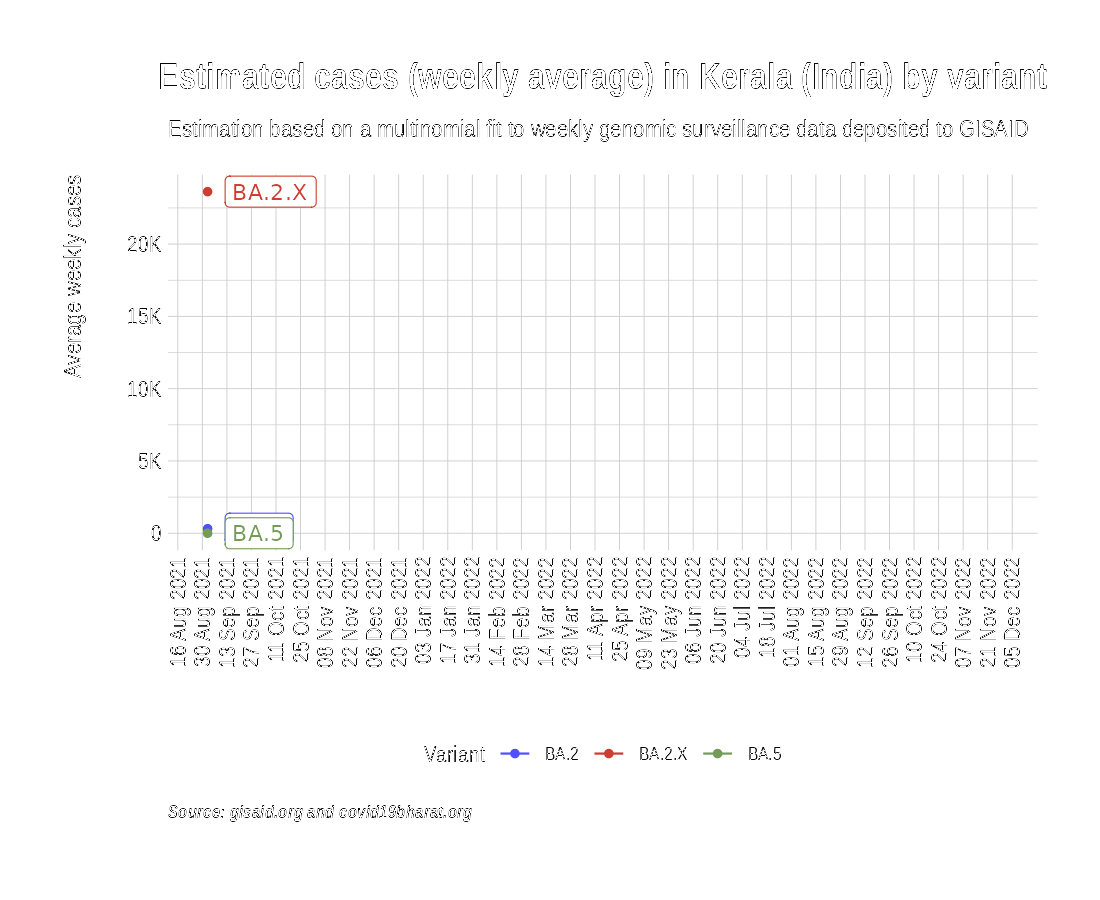 Estimated cases (weekly average) in Kerala (India) by variant
Estimation based on a multinomial fit to weekly genomic surveillance data deposited to GISAID
Average weekly cases
BA.2.X
20K
15K
10K
5K
0
BA.5
16 Aug 2021
30 Aug 2021
13 Sep 2021
27 Sep 2021
11 Oct 2021
25 Oct 2021
08 Nov 2021
22 Nov 2021
06 Dec 2021
20 Dec 2021
03 Jan 2022
17 Jan 2022
31 Jan 2022
14 Feb 2022
28 Feb 2022
14 Mar 2022
28 Mar 2022
11 Apr 2022
25 Apr 2022
09 May 2022
23 May 2022
06 Jun 2022
20 Jun 2022
04 Jul 2022
18 Jul 2022
01 Aug 2022
15 Aug 2022
29 Aug 2022
12 Sep 2022
26 Sep 2022
10 Oct 2022
24 Oct 2022
07 Nov 2022
21 Nov 2022
05 Dec 2022
Variant BA.2 BA.2.X BA.5
Source: gisaid.org and covid19bharat.org